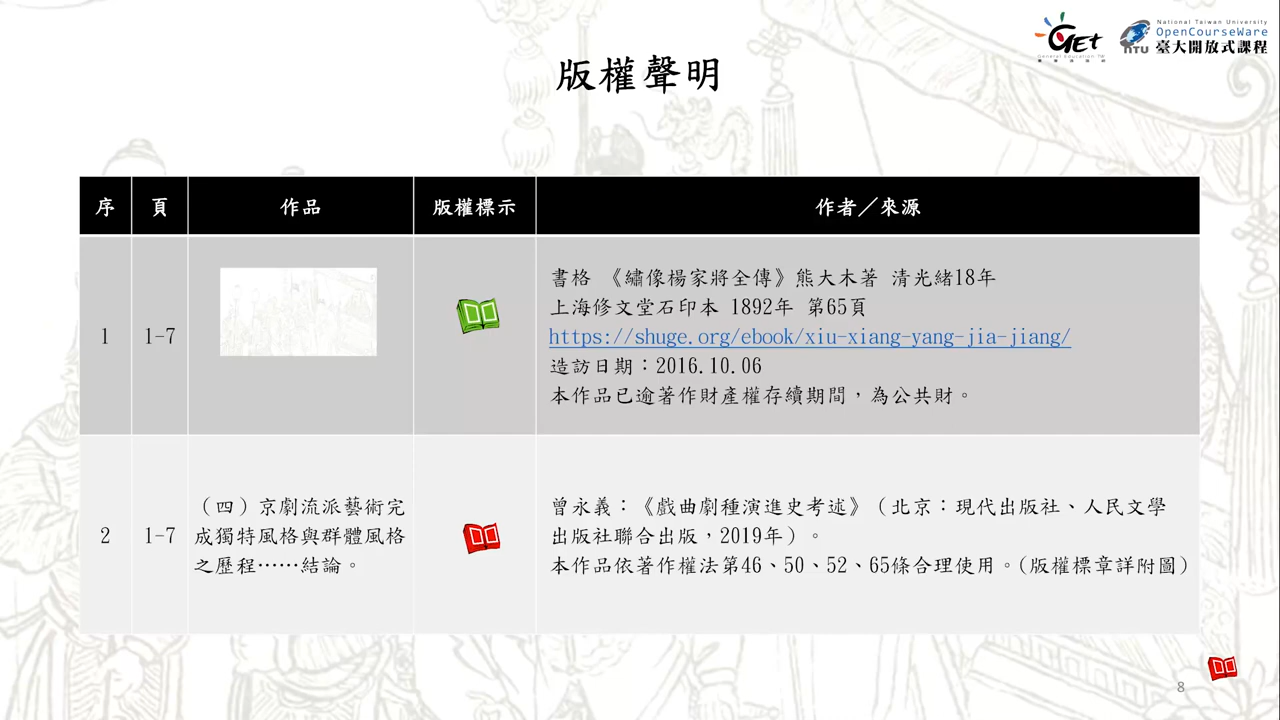 GEt
General Education TW
National Taiwan University
OpenCourseWare
NTU
臺大開放式課程
版權聲明
序 頁 作品 版權標示 作者／來源
1 1-7
書格 《繡像楊家將全傳》熊大木著 清光緒18年
上海修文堂石印本 1892年 第65頁
https://shuge.org/ebook/xiu-xiang-yang-jia-jiang/
造訪日期：2016.10.06
本作品已逾著作財產權存續期間，為公共財。
2 1-7
（四）京劇流派藝術完
成獨特風格與群體風格
之歷程……結論。
曾永義：《戲曲劇種演進史考述》（北京：現代出版社、人民文學
出版社聯合出版，2019年）。
本作品依著作權法第46、50、52、65條合理使用。（版權標章詳附圖）
8